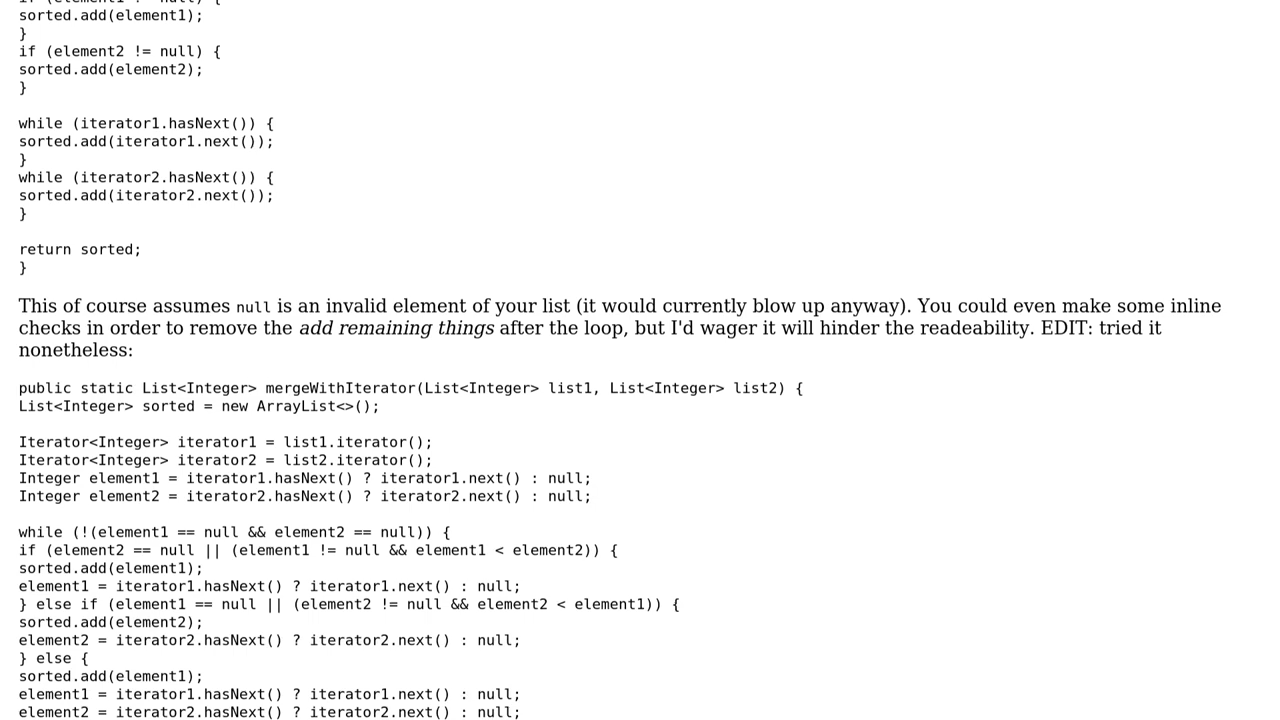 sorted.add(element1);
}
if (element2 != null) {
sorted.add(element2);
}
while (iterator1.hasNext()) {
sorted.add(iterator1.next());
}
while (iterator2.hasNext()) {
sorted.add(iterator2.next());
}
return sorted;
}
This of course assumes null is an invalid element of your list (it would currently blow up anyway). You could even make some inline
checks in order to remove the add remaining things after the loop, but I'd wager it will hinder the readeability. EDIT: tried it
nonetheless:
public static List<Integer> mergeWithIterator(List<Integer> list1, List<Integer> list2) {
List<Integer> sorted = new ArrayList<>();
Iterator<Integer> iterator1 = list1.iterator();
Iterator<Integer> iterator2 = list2.iterator();
Integer element1 = iterator1.hasNext() ? iterator1.next() : null;
Integer element2 = iterator2.hasNext() ? iterator2.next() : null;
while (!(element1 == null && element2 == null)) {
if (element2 == null || (element1 != null && element1 < element2)) {
sorted.add(element1);
element1 = iterator1.hasNext() ? iterator1.next() : null;
} else if (element1 == null || (element2 != null && element2 < element1)) {
sorted.add(element2);
element2 = iterator2.hasNext() ? iterator2.next() : null;
} else {
sorted.add(element1);
element1 = iterator1.hasNext() ? iterator1.next() : null;
element2 = iterator2.hasNext() ? iterator2.next() : null;